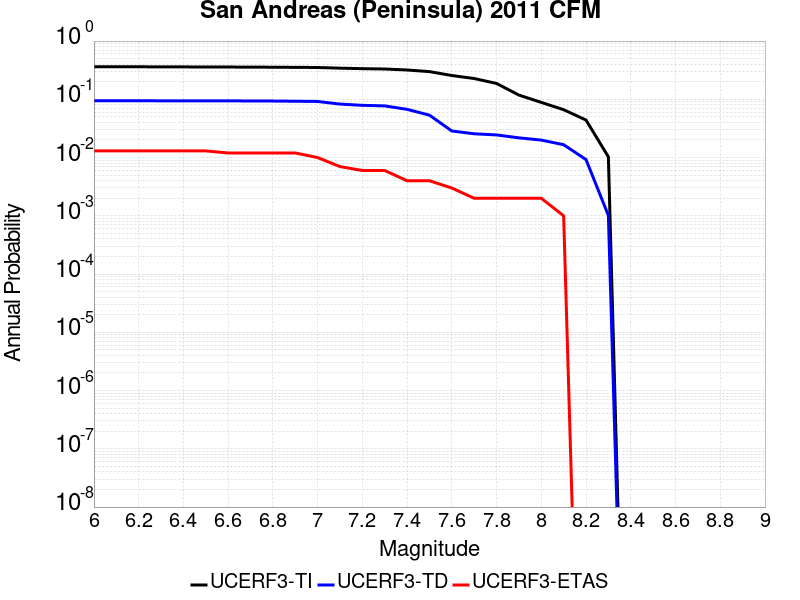 San Andreas (Peninsula) 2011 CFM
10^0
10^-1
10^-2
10^-3
10^-4
10^-5
10^-6
10^-7
10^-8
Annual Probability
6 6.2 6.4 6.6 6.8 7 7.2 7.4 7.6 7.8 8 8.2 8.4 8.6 8.8 9
Magnitude
UCERF3-TI UCERF3-TD UCERF3-ETAS